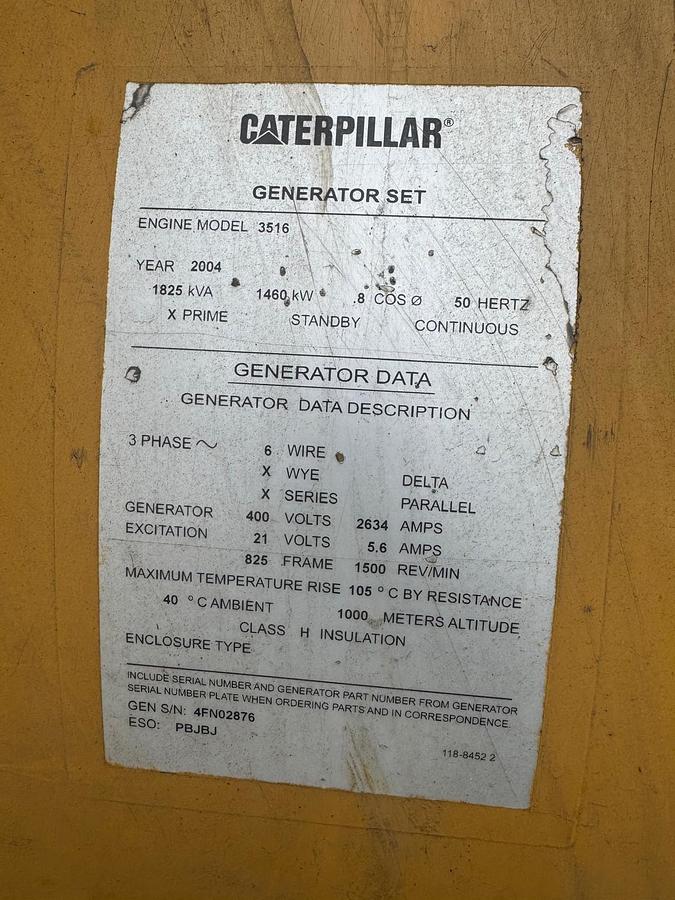 CATERPILLAR®
GENERATOR SET
ENGINE MODEL 3516
YEAR 2004
1825 kVA 1460 kW .8 COS Ø 50 HERTZ
X PRIME STANDBY CONTINUOUS
GENERATOR DATA
GENERATOR DATA DESCRIPTION
3 PHASE ~ 6 WIRE
X WYE DELTA
X SERIES PARALLEL
GENERATOR 400 VOLTS 2634 AMPS
EXCITATION 21 VOLTS 5.6 AMPS
825 FRAME 1500 REV/MIN
MAXIMUM TEMPERATURE RISE 105 °C BY RESISTANCE
40 °C AMBIENT 1000 METERS ALTITUDE
CLASS H INSULATION
ENCLOSURE TYPE
INCLUDE SERIAL NUMBER AND GENERATOR PART NUMBER FROM GENERATOR
SERIAL NUMBER PLATE WHEN ORDERING PARTS AND IN CORRESPONDENCE.
GEN S/N: 4FN02876
ESO: PBJBJ
118-8452 2